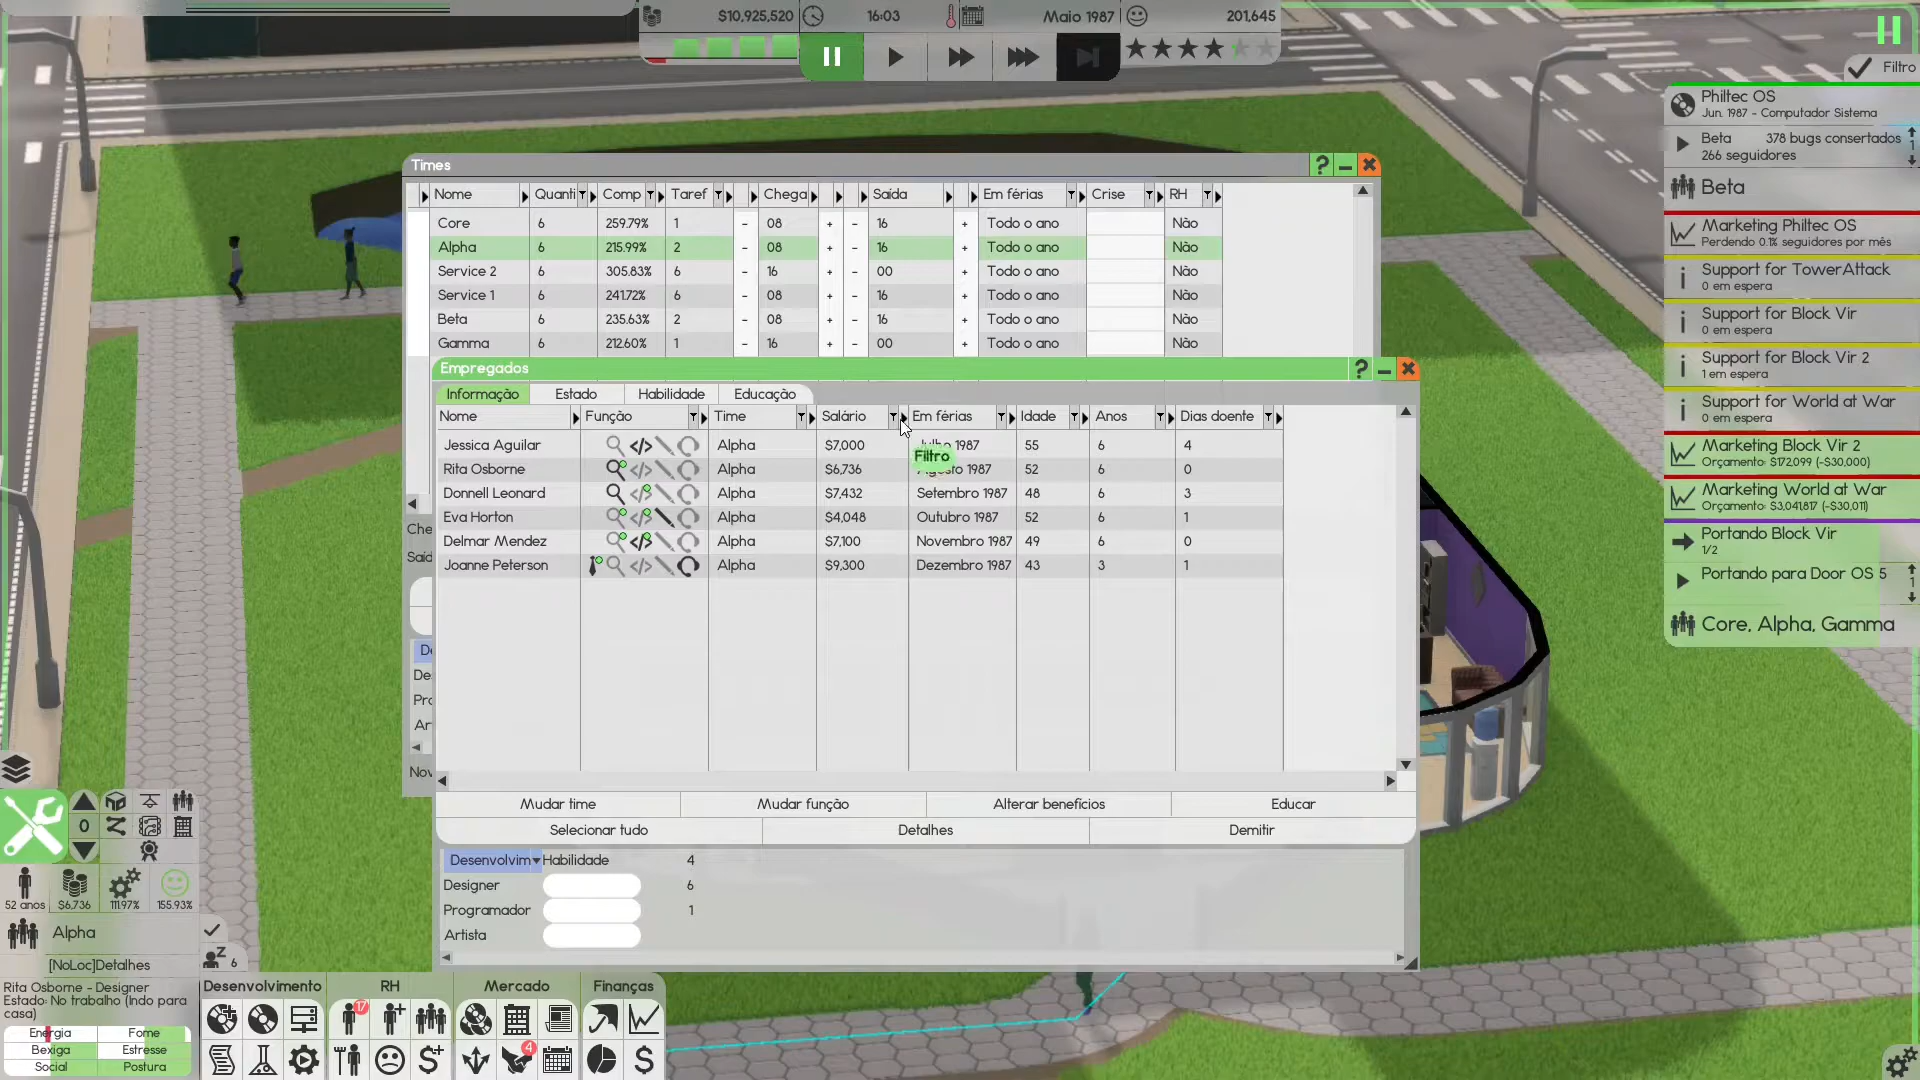 $10,925,520
16:03
Maio 1987
201,645
Filtro
Philtec OS
Jun. 1987 - Computador Sistema
Beta 378 bugs consertados
266 seguidores
1
Beta
Marketing Philtec OS
Perdendo 0.1% seguidores por mês
Support for TowerAttack
0 em espera
Support for Block Vir
0 em espera
Support for Block Vir 2
1 em espera
Support for World at War
0 em espera
Marketing Block Vir 2
Orçamento: $172,099 (-$30,000)
Marketing World at War
Orçamento: $3,041,817 (-$30,011)
Portando Block Vir
1/2
Portando para Door OS 5
1
Core, Alpha, Gamma
Times
?
Nome Quanti Comp Taref Chega Saída Em férias Crise RH
Core 6 259.79% 1 - 08 + - 16 + Todo o ano Não
Alpha 6 215.99% 2 - 08 + - 16 + Todo o ano Não
Service 2 6 305.83% 6 - 16 + - 00 + Todo o ano Não
Service 1 6 241.72% 6 - 08 + - 16 + Todo o ano Não
Beta 6 235.63% 2 - 08 + - 16 + Todo o ano Não
Gamma 6 212.60% 1 - 16 + - 00 + Todo o ano Não
Che
Saíd
De
De
Pro
Ar
Nov
Empregados
?
Informação Estado Habilidade Educação
Nome Função Time Salário Em férias Idade Anos Dias doente
Jessica Aguilar Alpha $7,000 Julho 1987 55 6 4
Filtro
Rita Osborne Alpha $6,736 Agosto 1987 52 6 0
Donnell Leonard Alpha $7,432 Setembro 1987 48 6 3
Eva Horton Alpha $4,048 Outubro 1987 52 6 1
Delmar Mendez Alpha $7,100 Novembro 1987 49 6 0
Joanne Peterson Alpha $9,300 Dezembro 1987 43 3 1
Mudar time Mudar função Alterar benefícios Educar
Selecionar tudo Detalhes Demitir
Desenvolvim Habilidade 4
Designer 6
Programador 1
Artista
0
52 anos $6,736 111.97% 155.93%
Alpha
6
[NoLoc]Detalhes
Rita Osborne - Designer
Estado: No trabalho (Indo para
casa)
Energia Fome
Bexiga Estresse
Social Postura
Desenvolvimento RH Mercado Finanças
17
4